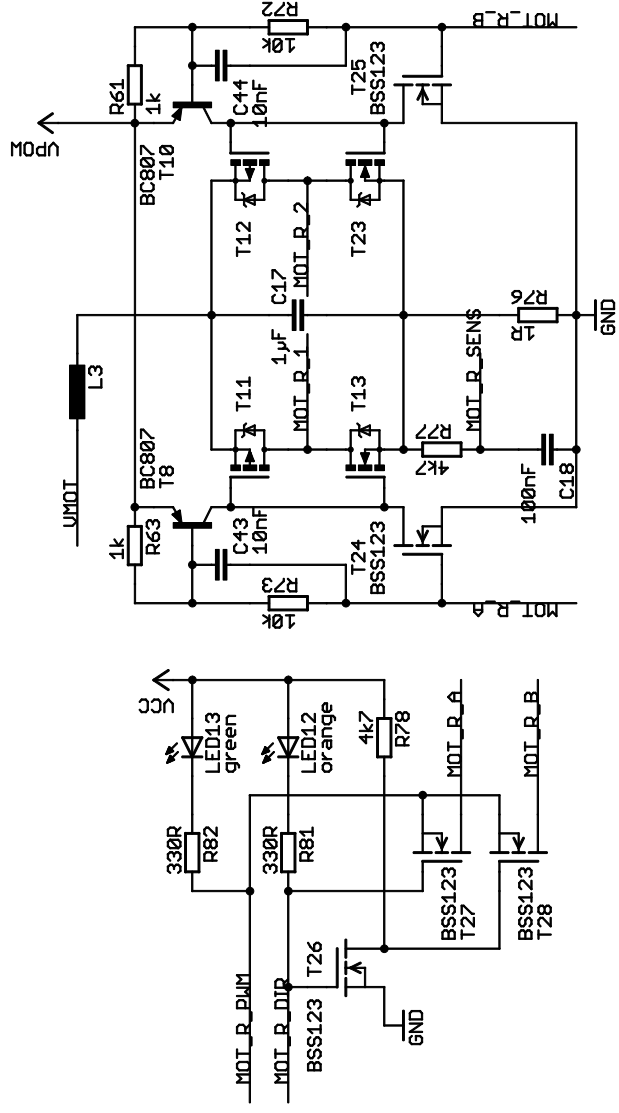 R72
10k
MOT_R_B
R61
1k
C44
10nF
T25
BSS123
VPOW
BC807
T10
T12
MOT_R_2
T23
C17
1µF
R76
1R
GND
L3
VMOT
T11
MOT_R_1
T13
R77
4k7
MOT_R_SENS
BC807
T8
100nF
C18
1k
R63
C43
10nF
T24
BSS123
R73
10k
MOT_R_A
VCC
LED13
green
LED12
orange
4k7
R78
MOT_R_A
MOT_R_B
330R
R82
330R
R81
BSS123
T27
BSS123
T28
T26
BSS123
MOT_R_PWM
MOT_R_DIR
GND